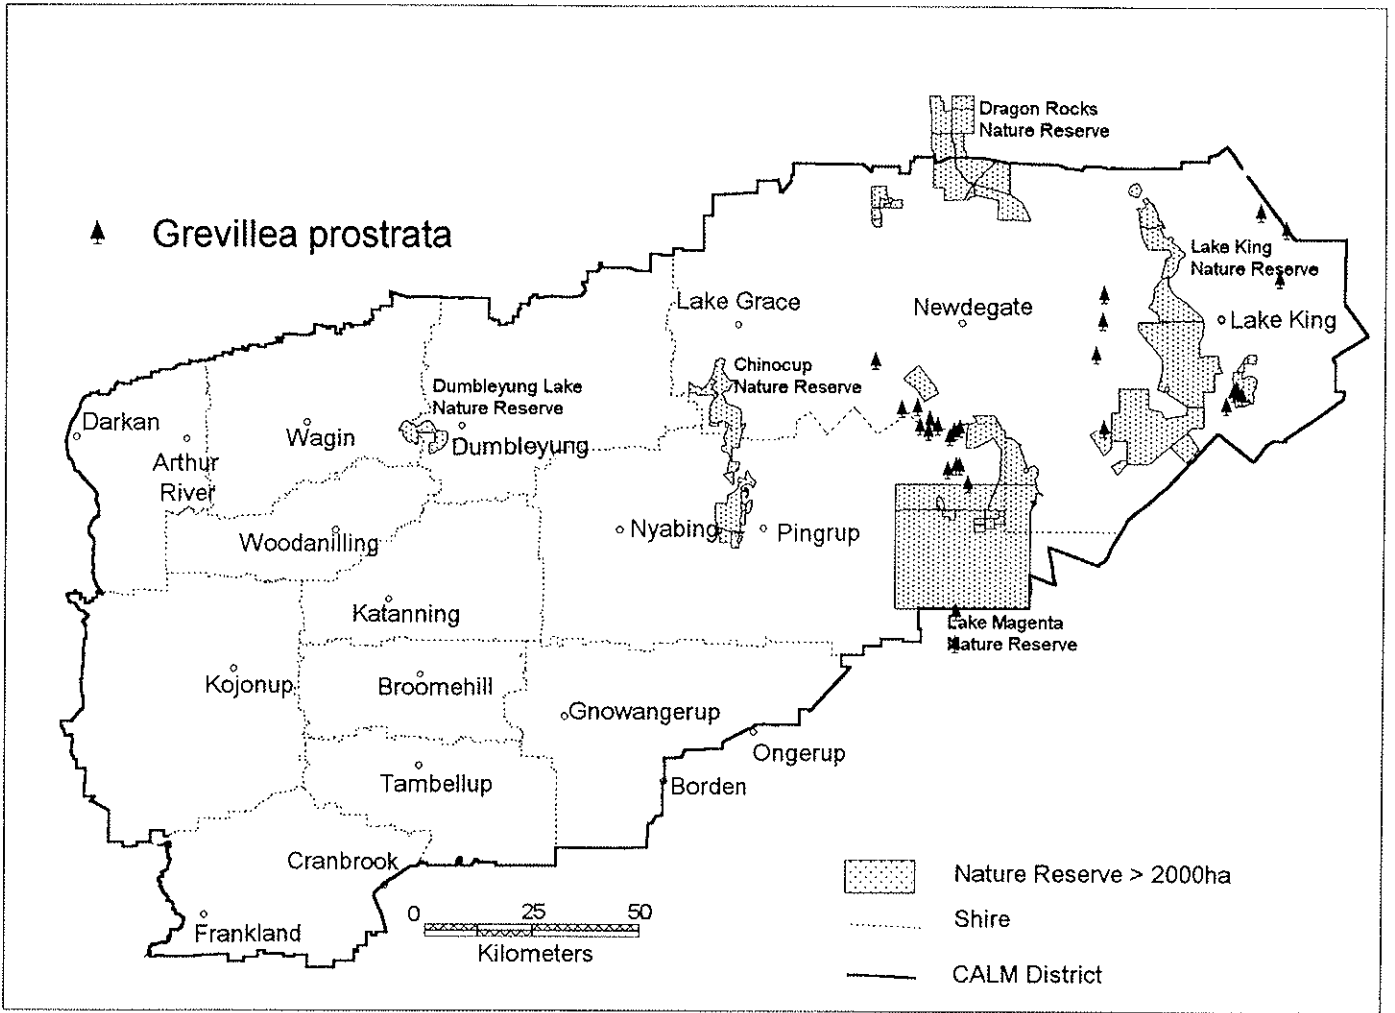 Dragon Rocks
Nature Reserve
Grevillea prostrata
Lake King
Nature Reserve
Lake Grace
Newdegate
Lake King
Chinocup
Nature Reserve
Dumbleyung Lake
Nature Reserve
Darkan
Wagin
Dumbleyung
Arthur
River
Nyabing
Pingrup
Woodanilling
Katanning
Lake Magenta
Nature Reserve
Kojonup
Broomehill
Gnowangerup
Ongerup
Tambellup
Borden
Cranbrook
Frankland
0 25 50
Kilometers
Nature Reserve > 2000ha
Shire
CALM District